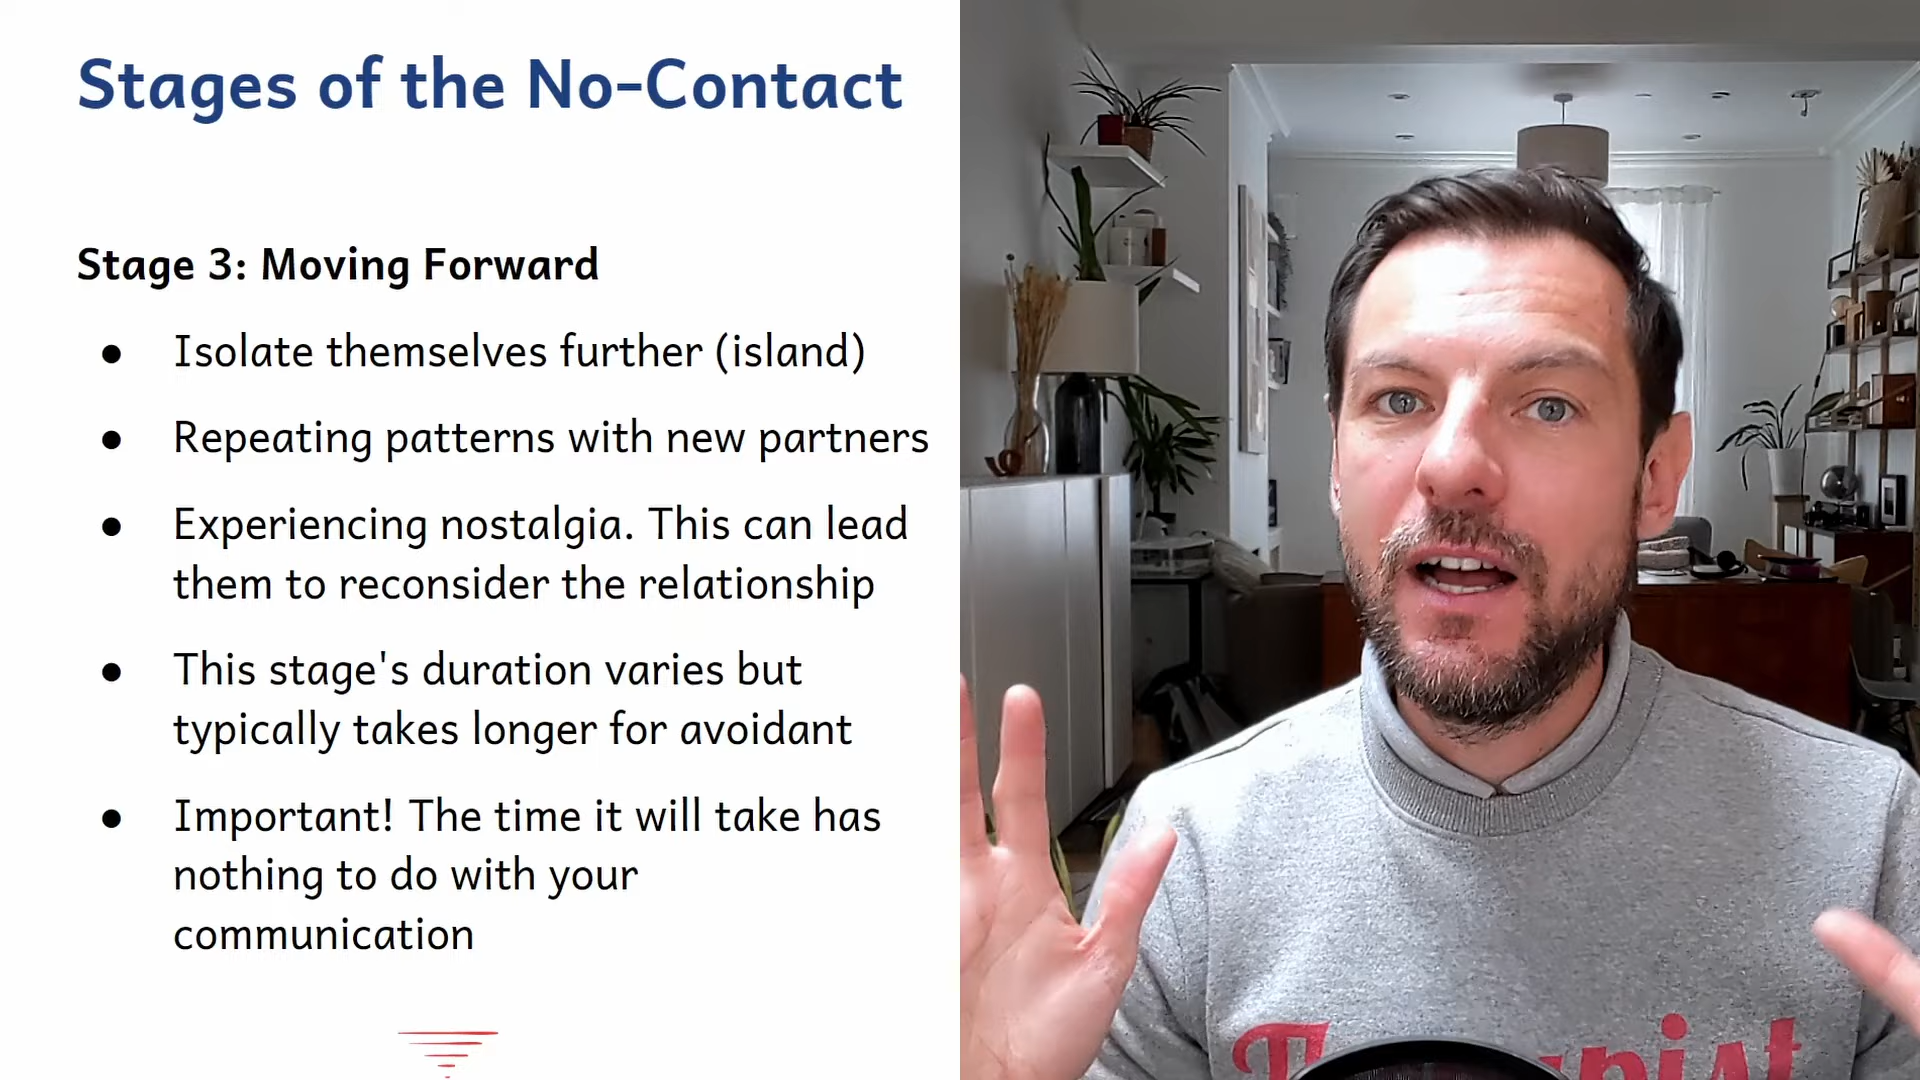 Stages of the No-Contact
Stage 3: Moving Forward
● Isolate themselves further (island)
● Repeating patterns with new partners
● Experiencing nostalgia. This can lead
them to reconsider the relationship
● This stage's duration varies but
typically takes longer for avoidant
● Important! The time it will take has
nothing to do with your
communication